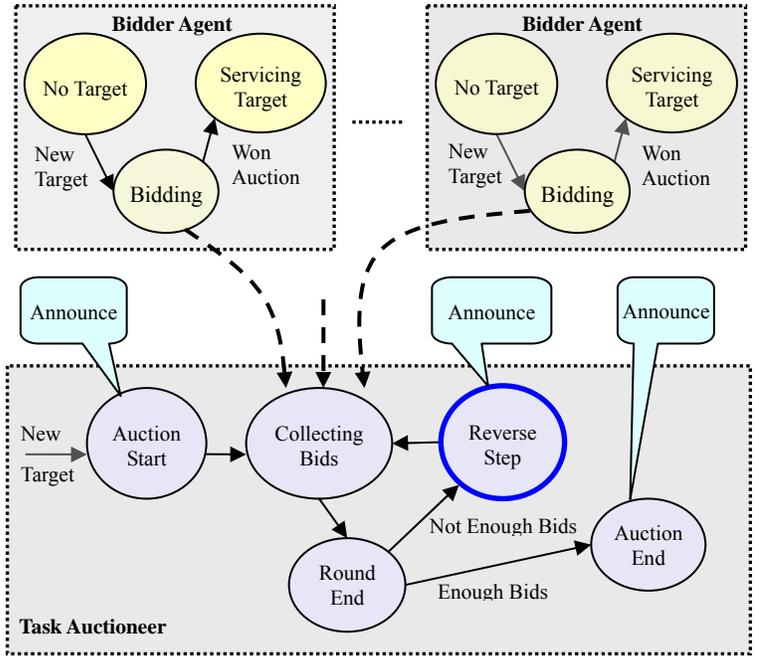 Bidder Agent
No Target
Servicing
Target
New
Target
Won
Auction
Bidding
Bidder Agent
No Target
Servicing
Target
New
Target
Won
Auction
Bidding
Announce
Announce
Announce
New
Target
Auction
Start
Collecting
Bids
Reverse
Step
Not Enough Bids
Auction
End
Round
End
Enough Bids
Task Auctioneer